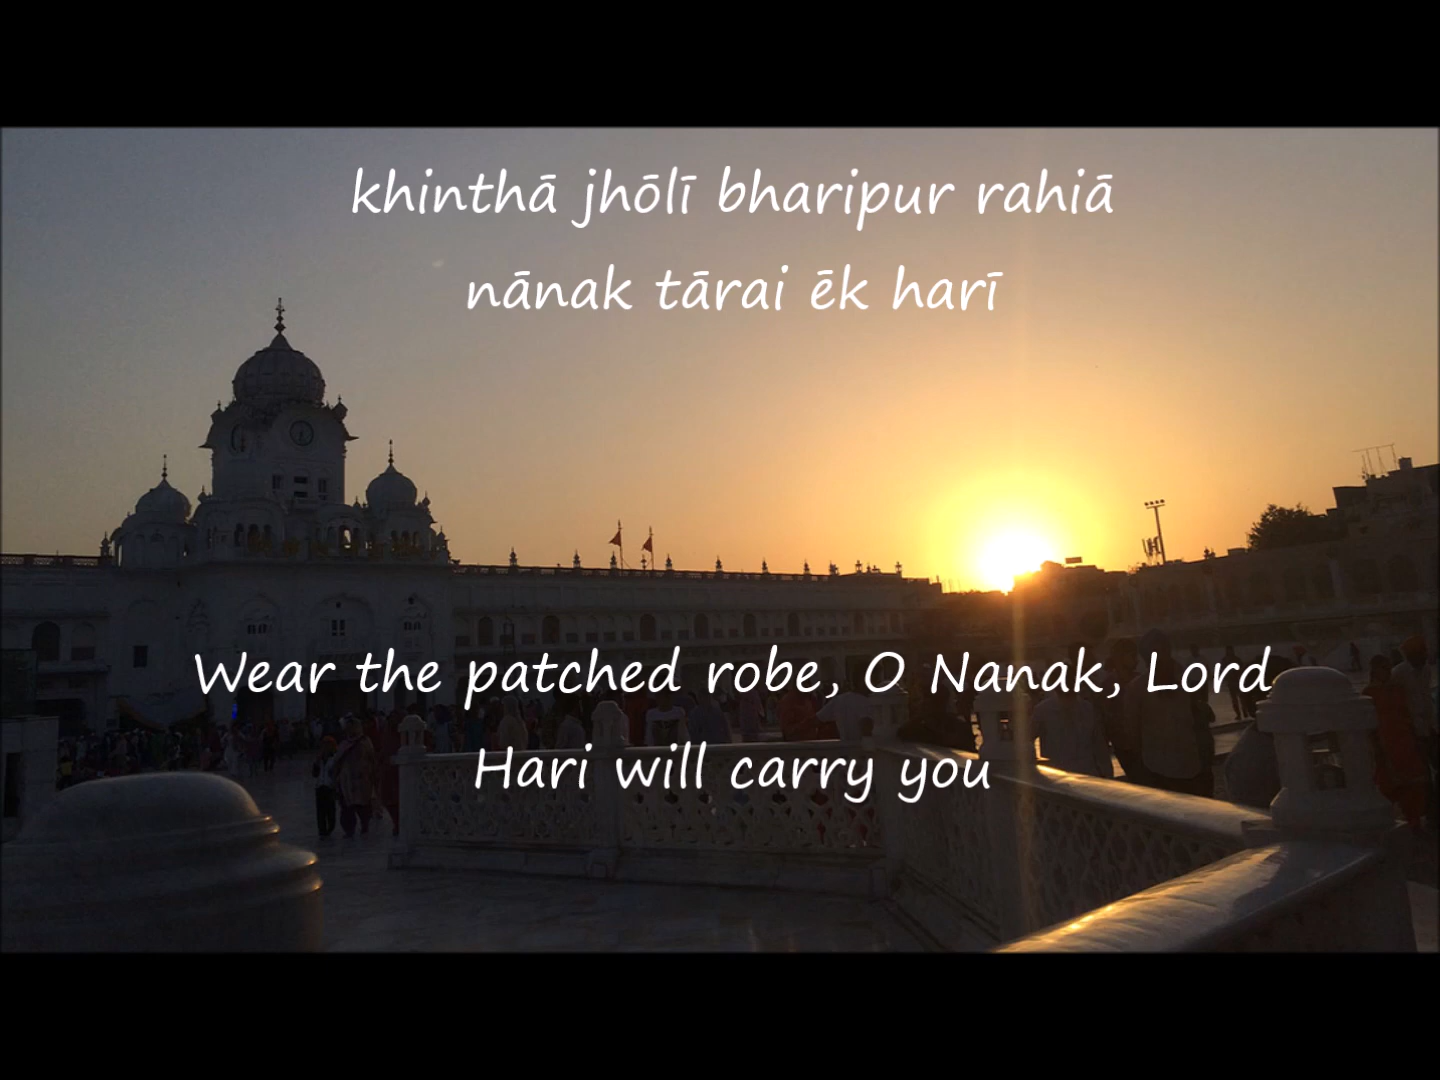 khinthā jhōlī bharipur rahiā
nānak tārai ēk harī
Wear the patched robe, O Nanak, Lord
Hari will carry you